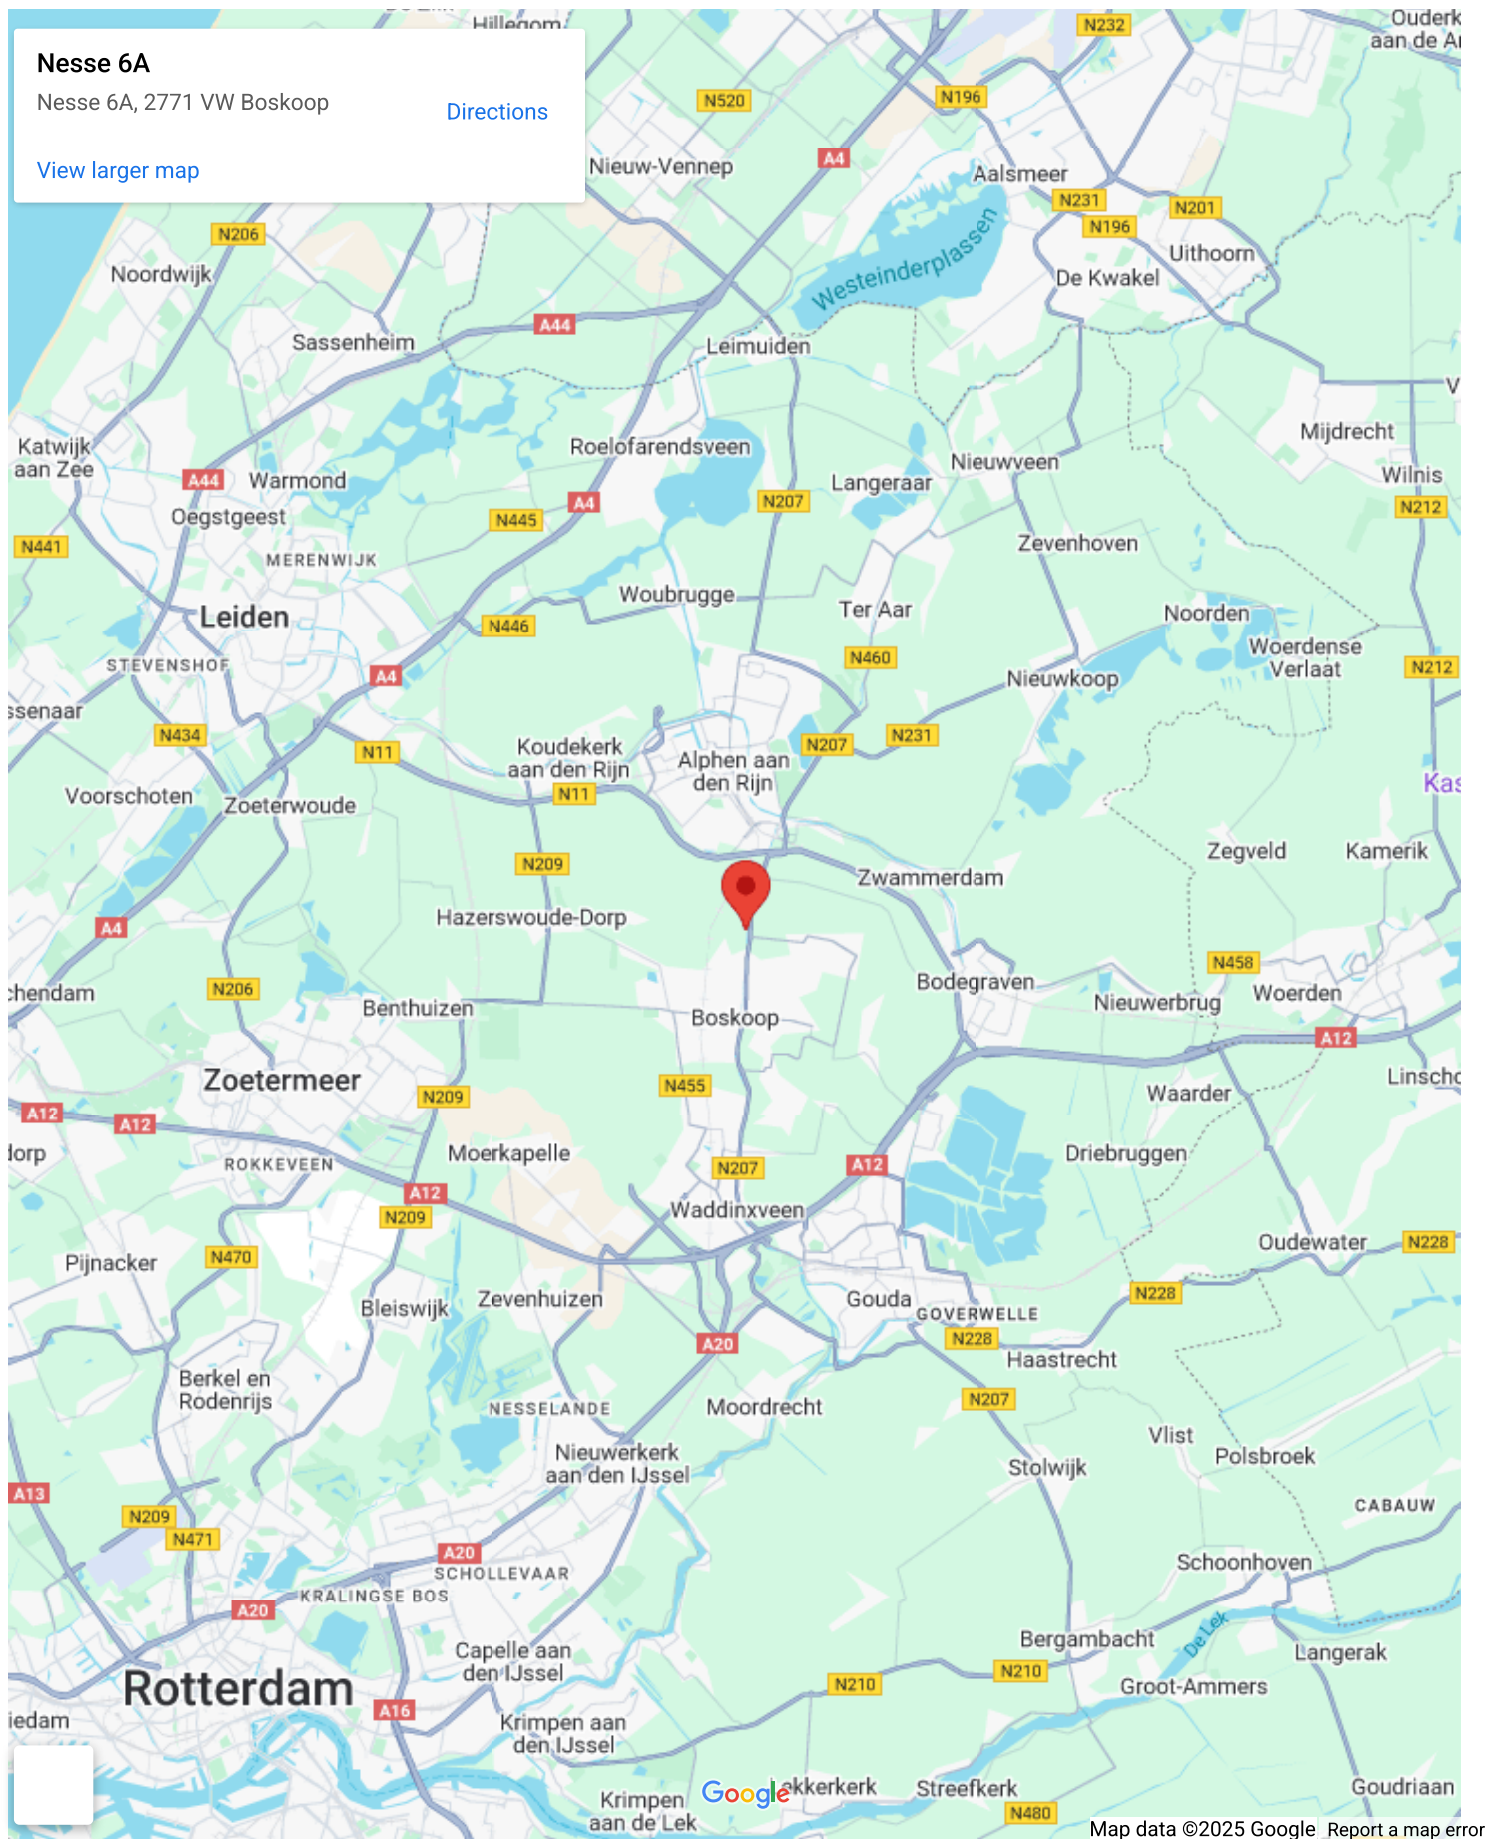 Hillegom
N232
Ouderk
aan de A
Nesse 6A
Nesse 6A, 2771 VW Boskoop
Directions
View larger map
N520
N196
A4
Nieuw-Vennep
Aalsmeer
N231
N201
N196
N206
Westeinderplassen
Uithoorn
Noordwijk
De Kwakel
A44
Sassenheim
Leimuiden
V
Mijdrecht
Katwijk
aan Zee
Roelofarendsveen
Nieuwveen
A44
Warmond
Langeraar
Wilnis
A4
N207
N212
Oegstgeest
N445
N441
Zevenhoven
MERENWIJK
Woubrugge
Ter Aar
Noorden
Leiden
N446
Woerdense
Verlaat
STEVENSHOF
N460
N212
A4
Nieuwkoop
ssenaar
N434
N231
N11
Koudekerk
aan den Rijn
N207
Alphen aan
den Rijn
Kas
Voorschoten
Zoeterwoude
N11
Zegveld
Kamerik
N209
Zwammerdam
Hazerswoude-Dorp
A4
N458
Bodegraven
N206
chendam
Benthuizen
Nieuwerbrug
Woerden
Boskoop
A12
Zoetermeer
N455
Linscho
N209
Waarder
A12
A12
dorp
Moerkapelle
Driebruggen
ROKKEVEEN
N207
A12
A12
N209
Waddinxveen
Oudewater
N228
Pijnacker
N470
N228
Bleiswijk
Zevenhuizen
Gouda
GOVERWELLE
A20
N228
Haastrecht
Berkel en
Rodenrijs
N207
NESSELANDE
Moordrecht
Vlist
Polsbroek
Nieuwerkerk
aan den IJssel
Stolwijk
A13
CABAUW
N209
N471
A20
Schoonhoven
SCHOLLEVAAR
KRALINGSE BOS
A20
De Lek
Bergambacht
Capelle aan
den IJssel
Langerak
N210
N210
Rotterdam
Groot-Ammers
A16
iedam
Krimpen aan
den IJssel
Google
ekkerkerk
Streefkerk
Goudriaan
Krimpen
aan de Lek
N480
Map data ©2025 Google
Report a map error